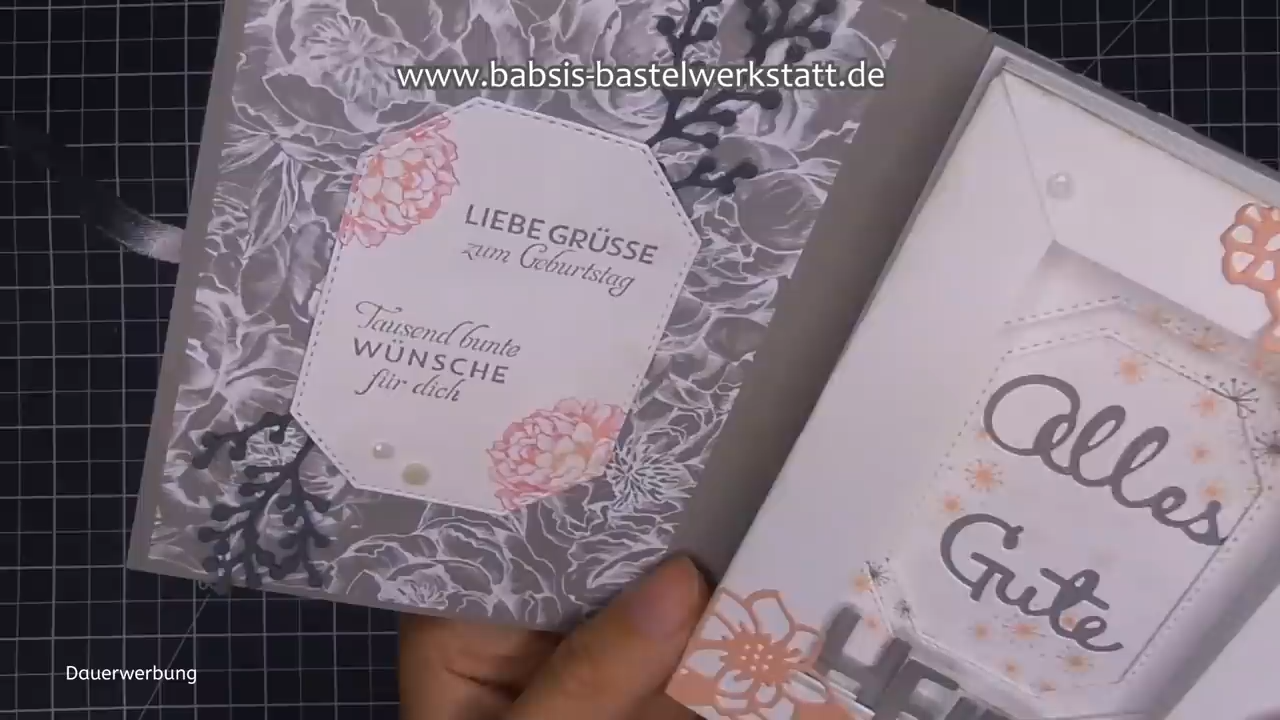 www.babsis-bastelwerkstatt.de
LIEBE GRÜSSE
zum Geburtstag
Tausend bunte
WÜNSCHE
für dich
Alles
Gute
Dauerwerbung